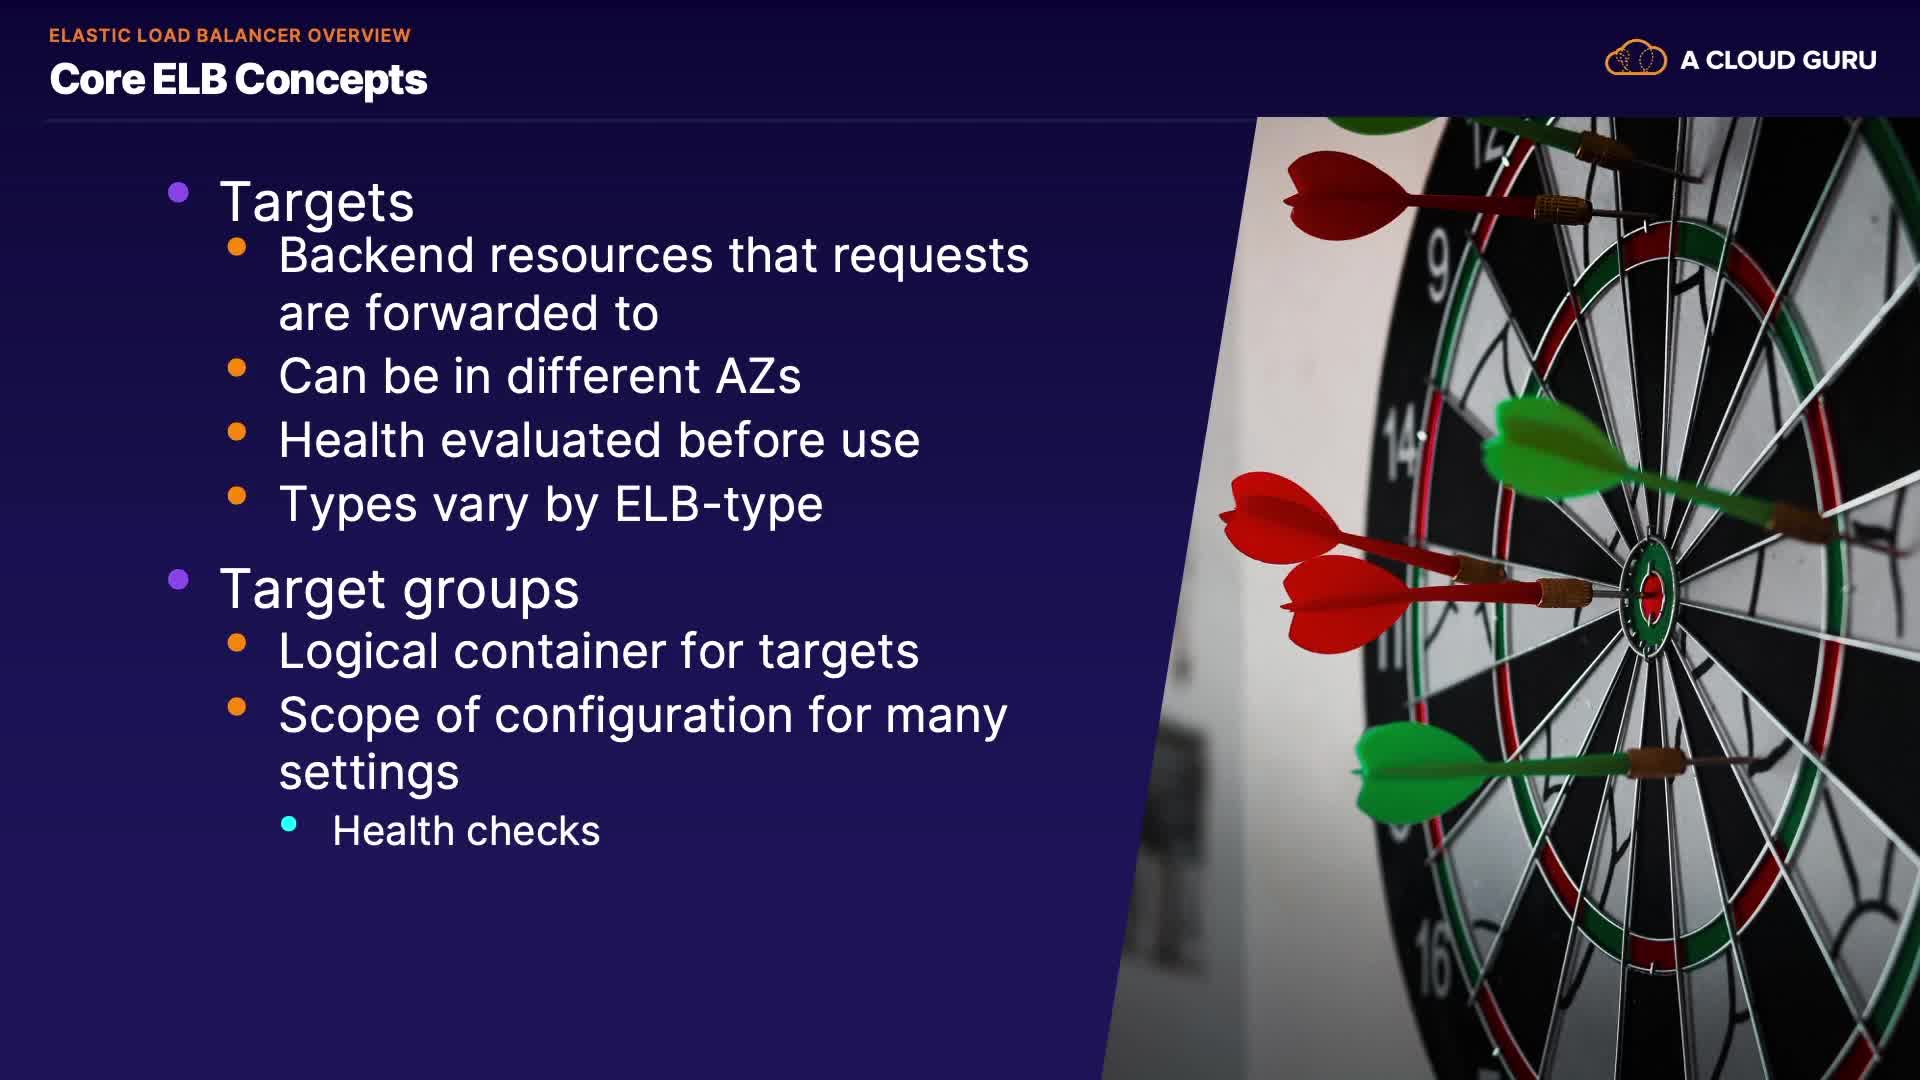 ELASTIC LOAD BALANCER OVERVIEW
Core ELB Concepts
A CLOUD GURU
Targets
Backend resources that requests
are forwarded to
Can be in different AZs
Health evaluated before use
Types vary by ELB-type
Target groups
Logical container for targets
Scope of configuration for many
settings
Health checks
12
9
14
11
16